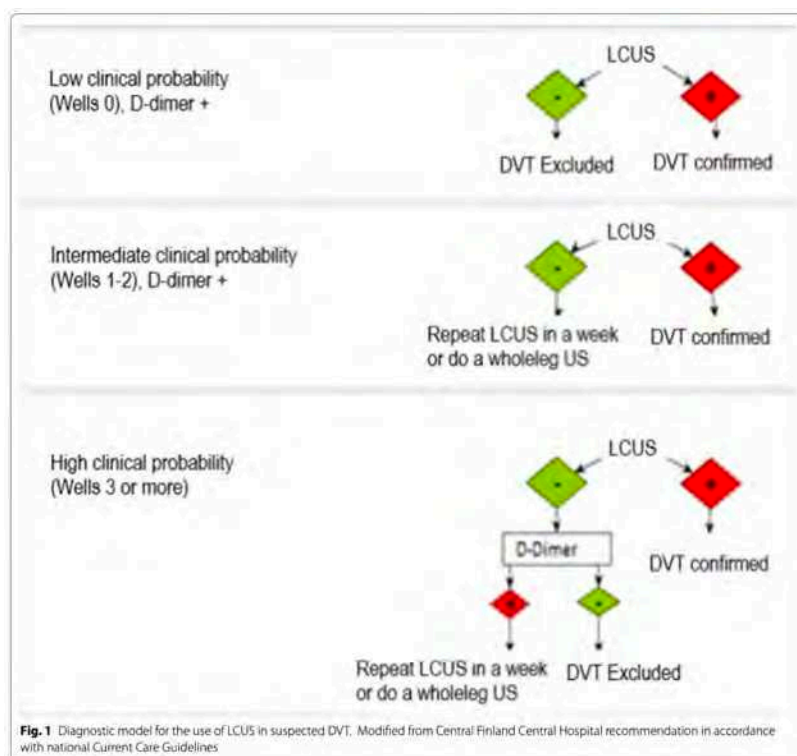 Low clinical probability
(Wells 0), D-dimer +
LCUS
-
+
DVT Excluded
DVT confirmed
Intermediate clinical probability
(Wells 1-2), D-dimer +
LCUS
-
+
Repeat LCUS in a week
or do a wholeleg US
DVT confirmed
High clinical probability
(Wells 3 or more)
LCUS
-
+
D-Dimer
DVT confirmed
+
-
Repeat LCUS in a week
or do a wholeleg US
DVT Excluded
Fig. 1 Diagnostic model for the use of LCUS in suspected DVT. Modified from Central Finland Central Hospital recommendation in accordance
with national Current Care Guidelines